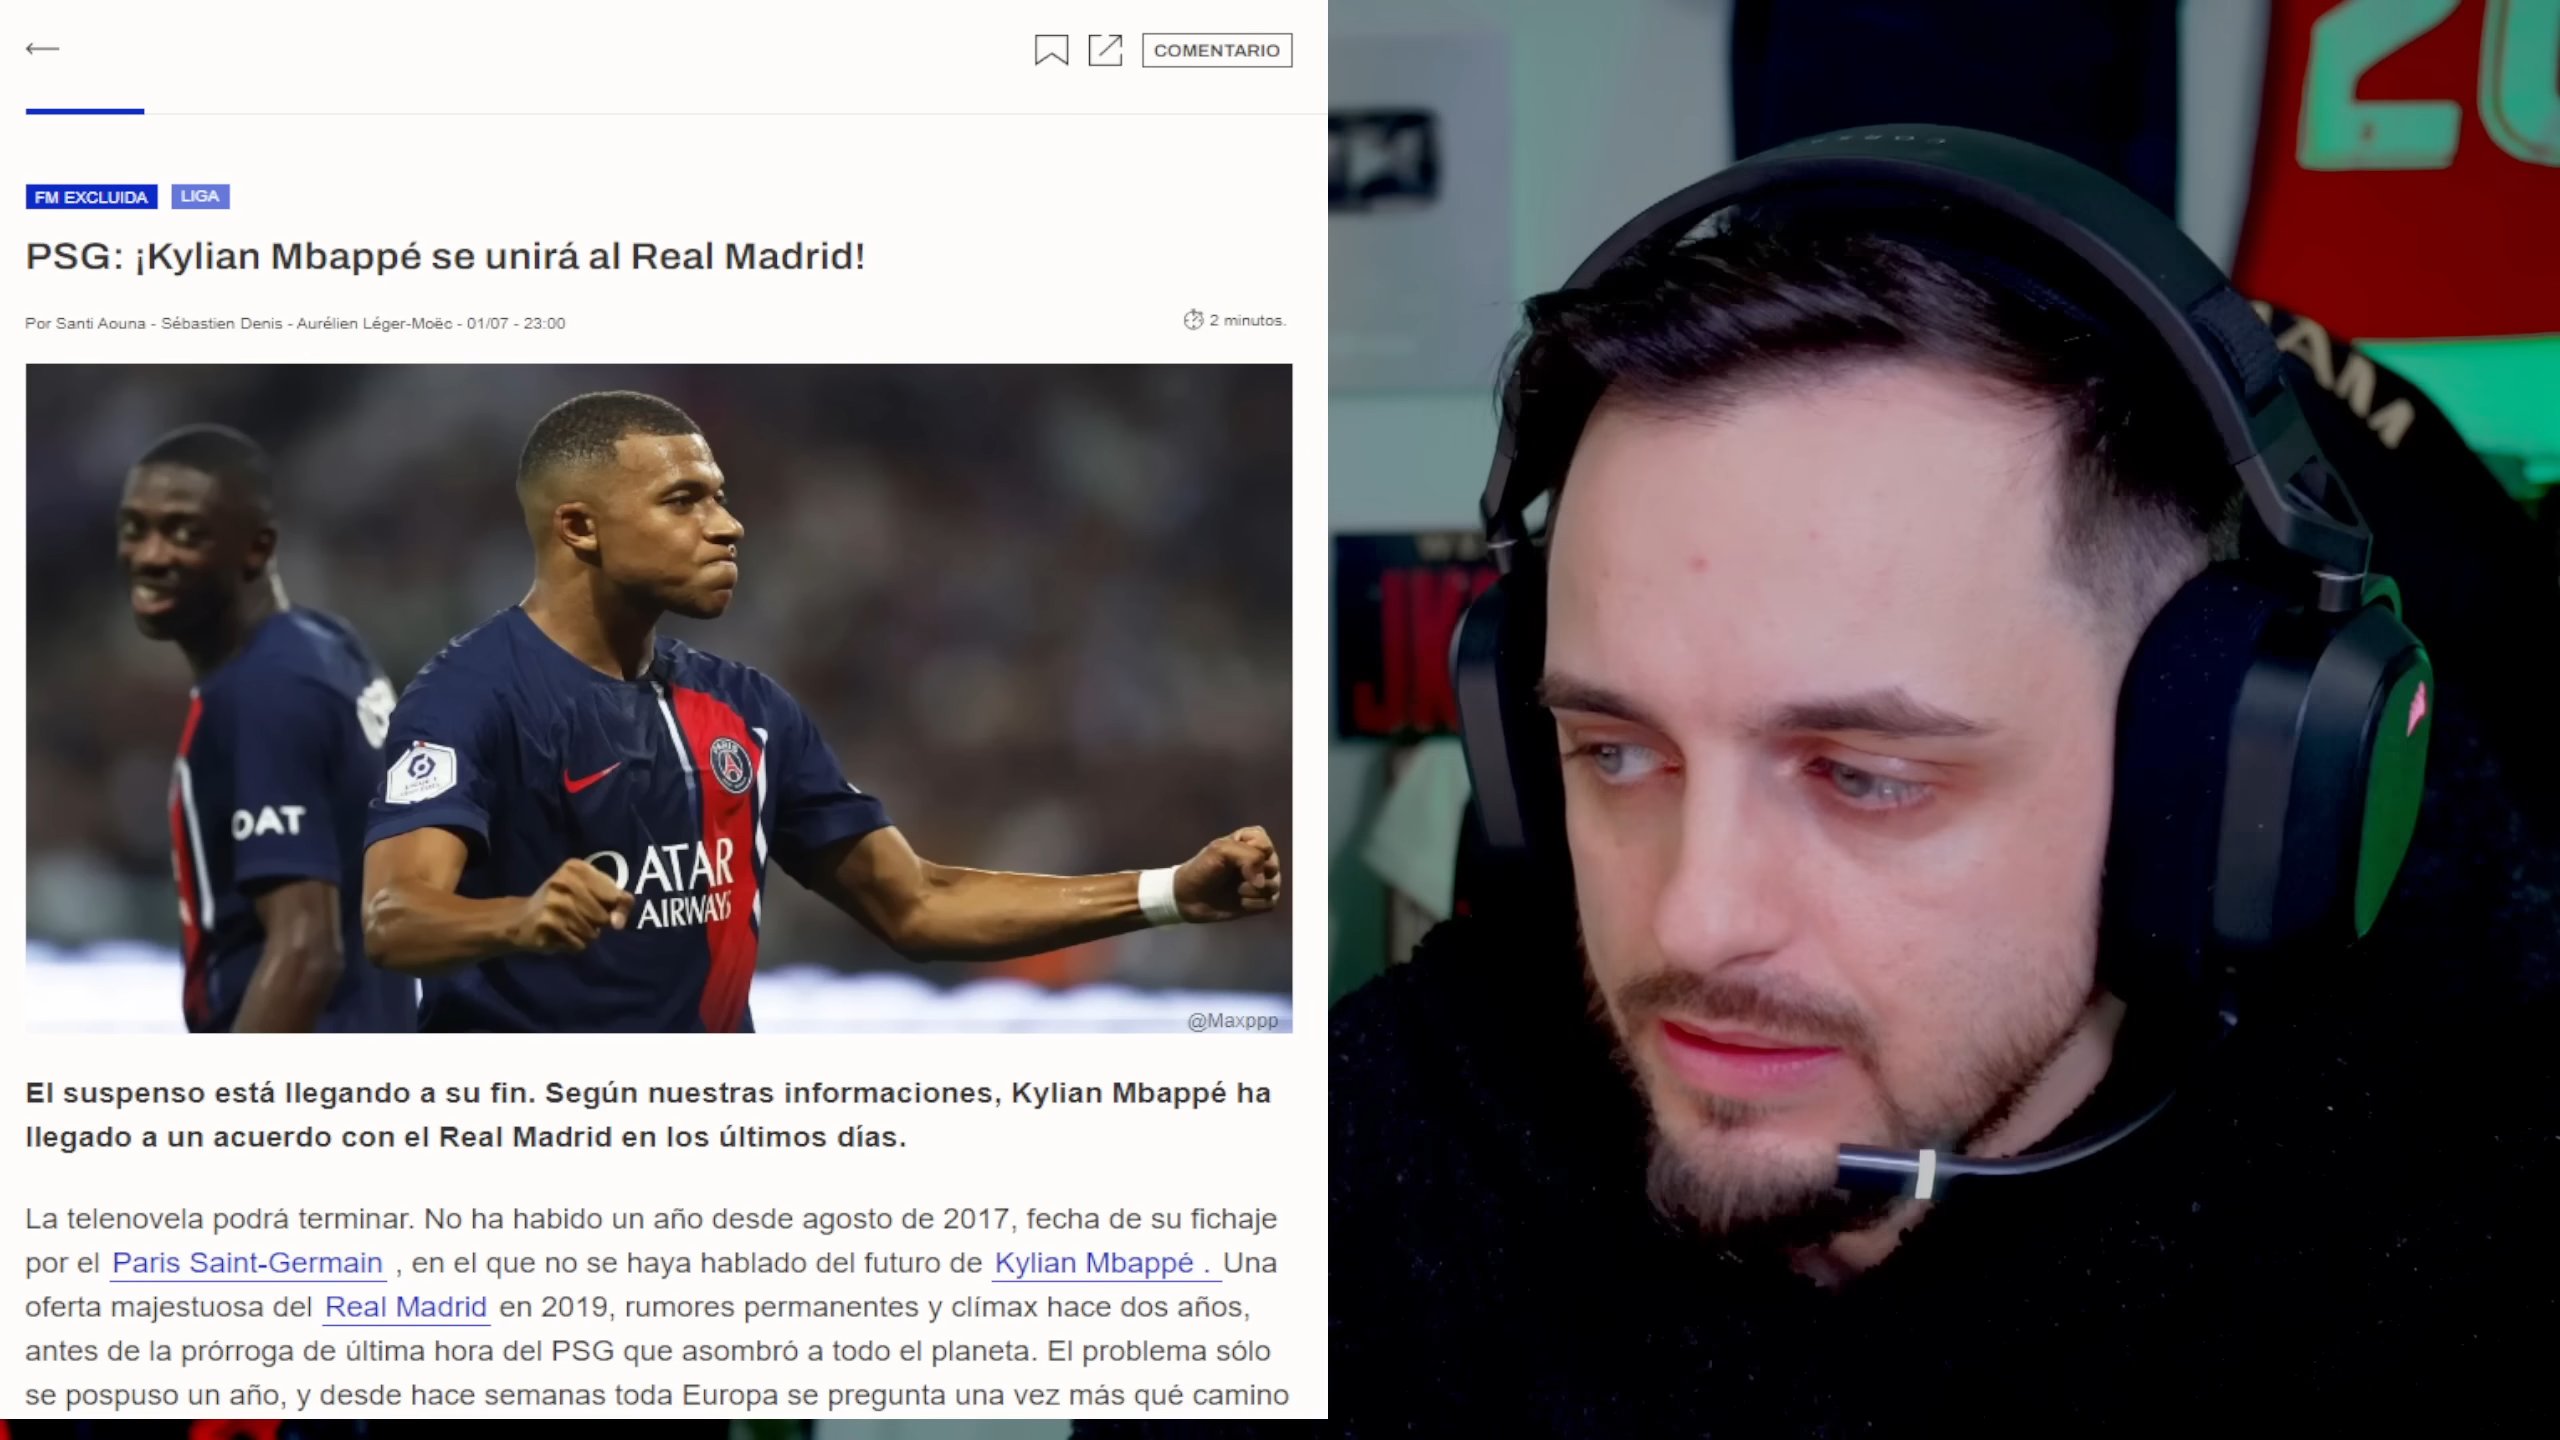 COMENTARIO
FM EXCLUIDA LIGA
PSG: ¡Kylian Mbappé se unirá al Real Madrid!
Por Santi Aouna - Sébastien Denis - Aurélien Léger-Moëc - 01/07 - 23:00
2 minutos.
OAT
PARIS
QATAR
AIRWAYS
@Maxppp
El suspenso está llegando a su fin. Según nuestras informaciones, Kylian Mbappé ha
llegado a un acuerdo con el Real Madrid en los últimos días.
La telenovela podrá terminar. No ha habido un año desde agosto de 2017, fecha de su fichaje
por el Paris Saint-Germain , en el que no se haya hablado del futuro de Kylian Mbappé . Una
oferta majestuosa del Real Madrid en 2019, rumores permanentes y clímax hace dos años,
antes de la prórroga de última hora del PSG que asombró a todo el planeta. El problema sólo
se pospuso un año, y desde hace semanas toda Europa se pregunta una vez más qué camino
20